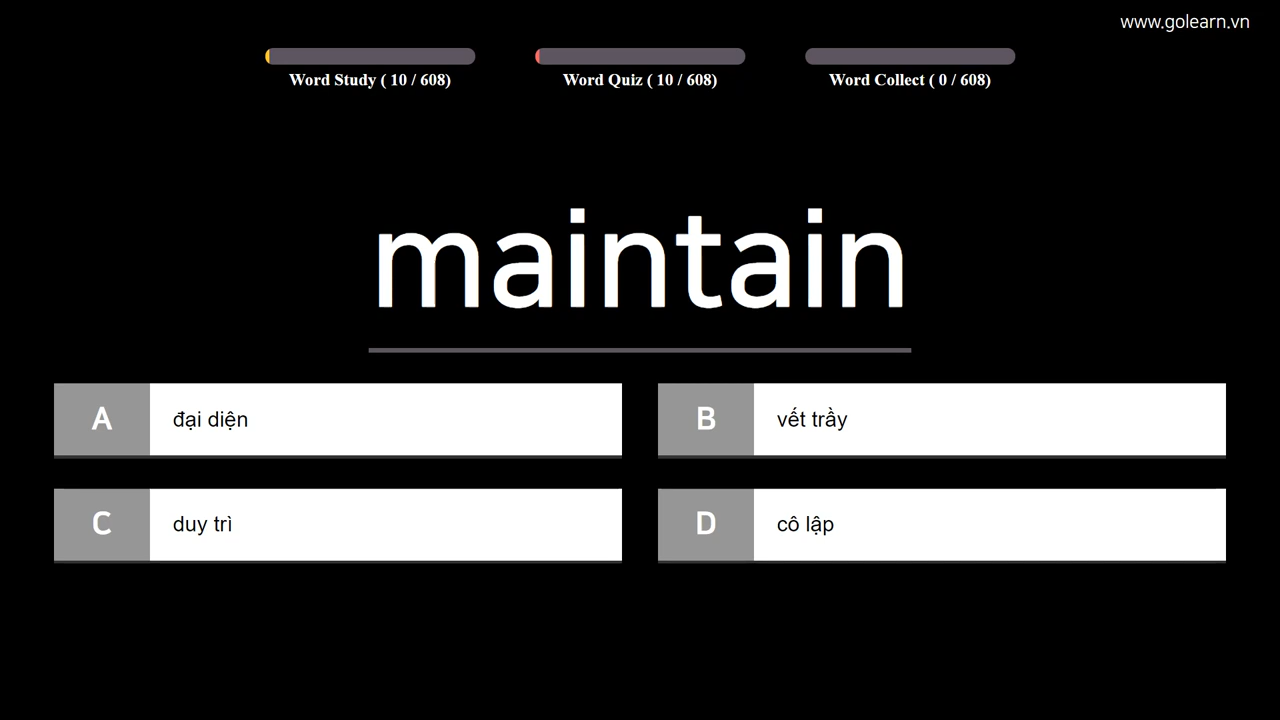 www.golearn.vn
Word Study ( 10 / 608)
Word Quiz ( 10 / 608)
Word Collect ( 0 / 608)
maintain
A đại diện
B vết trầy
C duy trì
D cô lập